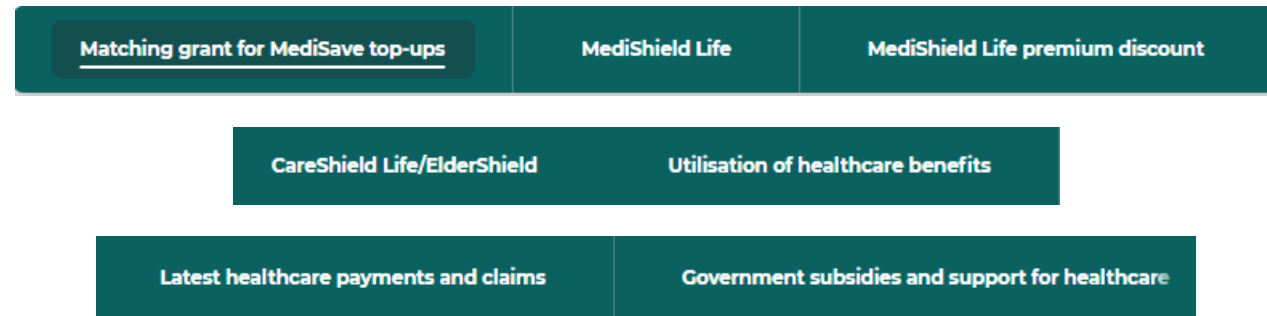 Matching grant for MediSave top-ups MediShield Life MediShield Life premium discount
CareShield Life/ElderShield Utilisation of healthcare benefits
Latest healthcare payments and claims Government subsidies and support for healthcare